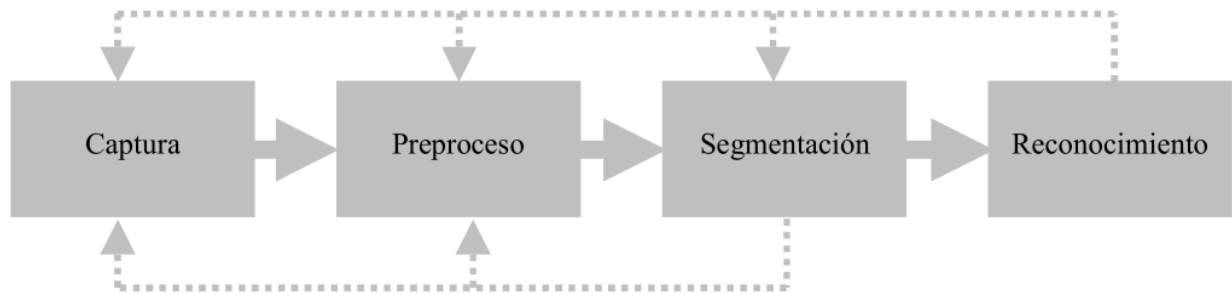 Captura
Preproceso
Segmentación
Reconocimiento